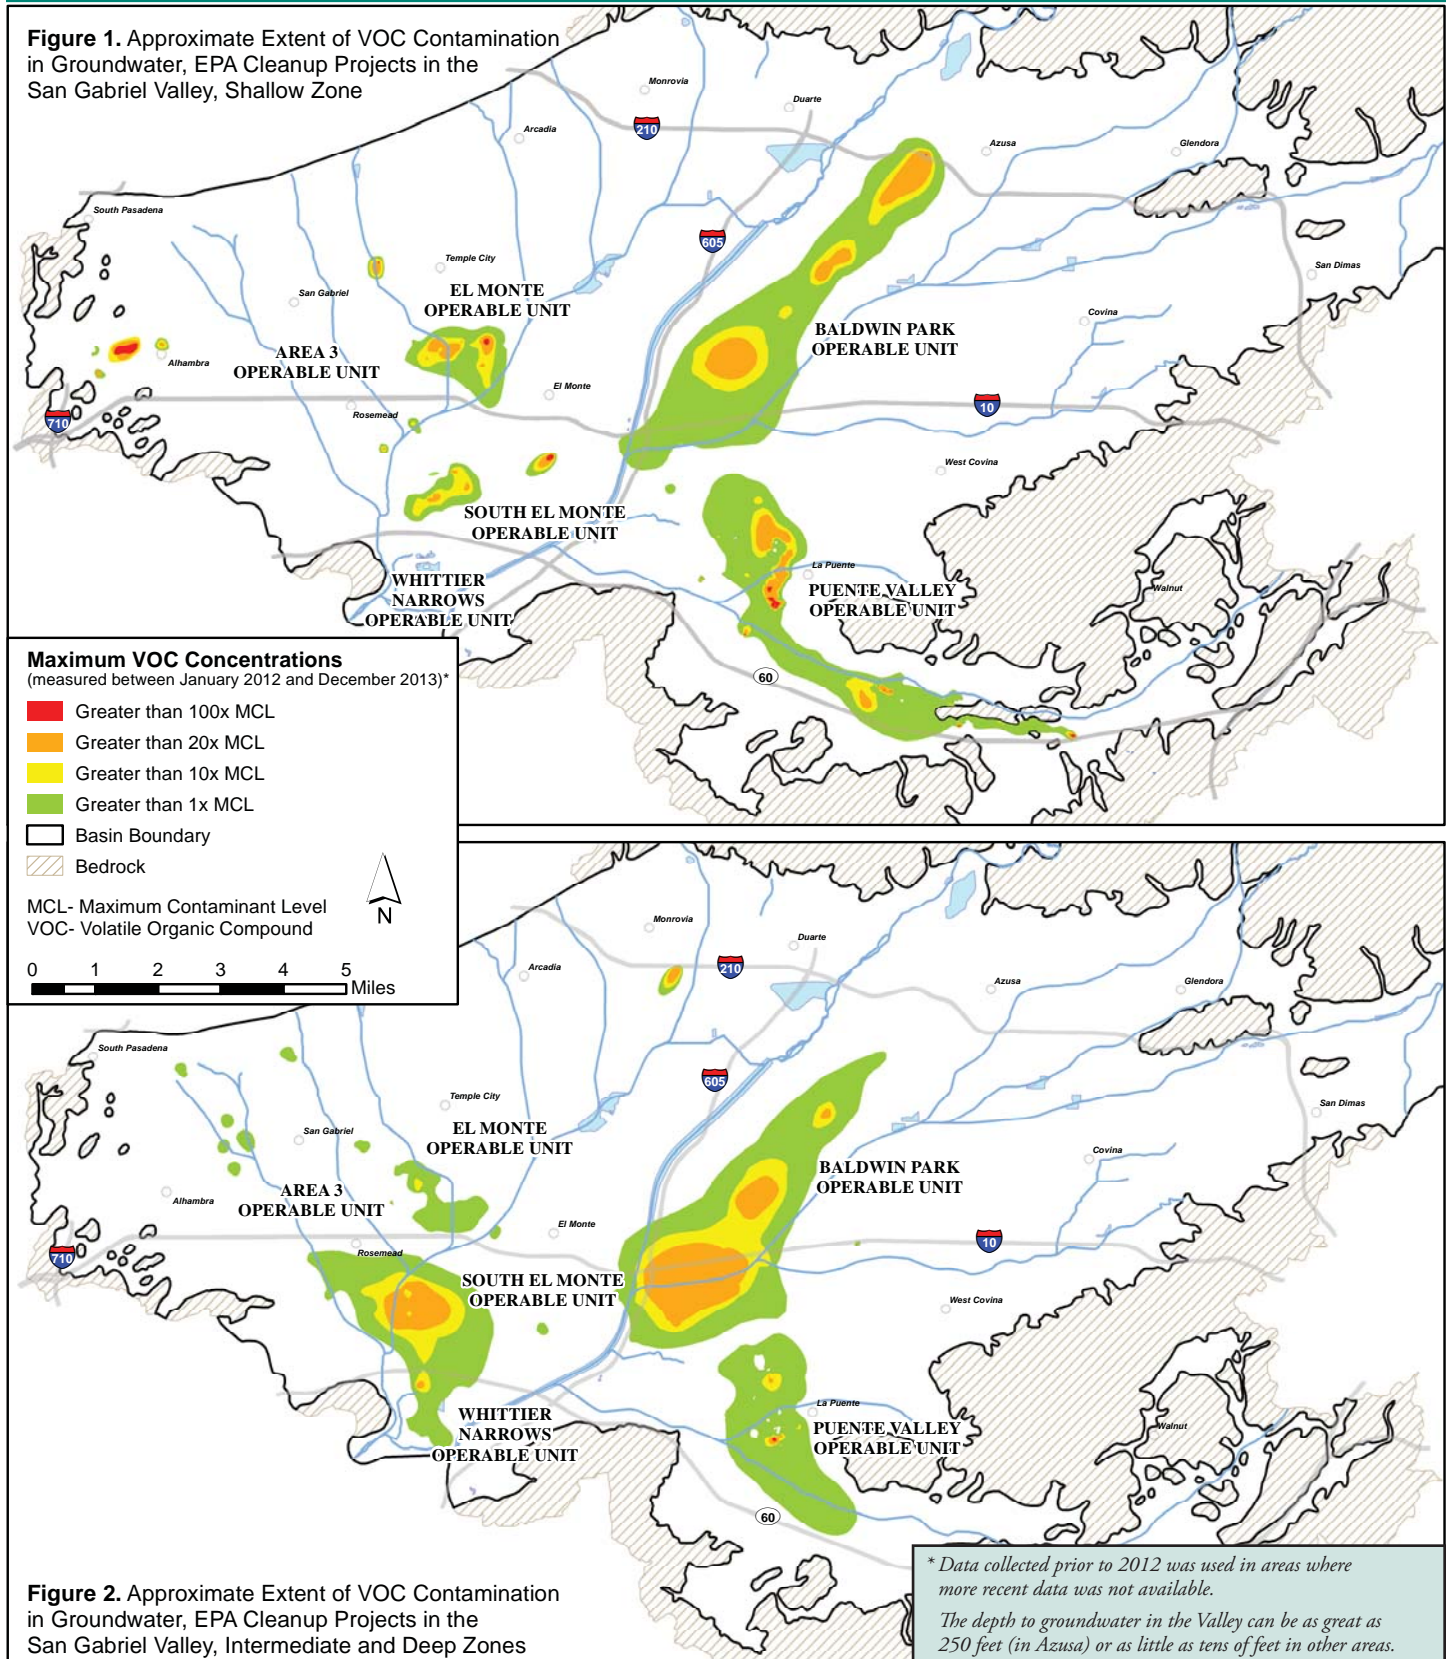 Figure 1. Approximate Extent of VOC Contamination
in Groundwater, EPA Cleanup Projects in the
San Gabriel Valley, Shallow Zone
Monrovia
Duarte
210
Arcadia
Azusa
Glendora
South Pasadena
605
Temple City
San Dimas
San Gabriel
EL MONTE
OPERABLE UNIT
Covina
BALDWIN PARK
OPERABLE UNIT
AREA 3
OPERABLE UNIT
Alhambra
El Monte
10
Rosemead
710
West Covina
SOUTH EL MONTE
OPERABLE UNIT
La Puente
WHITTIER
NARROWS
OPERABLE UNIT
PUENTE VALLEY
OPERABLE UNIT
Walnut
60
Maximum VOC Concentrations
(measured between January 2012 and December 2013)*
Greater than 100x MCL
Greater than 20x MCL
Greater than 10x MCL
Greater than 1x MCL
Basin Boundary
Bedrock
N
MCL- Maximum Contaminant Level
VOC- Volatile Organic Compound
0 1 2 3 4 5
Miles
Monrovia
Duarte
210
Arcadia
Azusa
Glendora
South Pasadena
605
Temple City
San Dimas
San Gabriel
EL MONTE
OPERABLE UNIT
Covina
BALDWIN PARK
OPERABLE UNIT
AREA 3
OPERABLE UNIT
Alhambra
El Monte
10
Rosemead
710
SOUTH EL MONTE
OPERABLE UNIT
West Covina
La Puente
WHITTIER
NARROWS
OPERABLE UNIT
PUENTE VALLEY
OPERABLE UNIT
Walnut
60
Figure 2. Approximate Extent of VOC Contamination
in Groundwater, EPA Cleanup Projects in the
San Gabriel Valley, Intermediate and Deep Zones
* Data collected prior to 2012 was used in areas where
more recent data was not available.
The depth to groundwater in the Valley can be as great as
250 feet (in Azusa) or as little as tens of feet in other areas.